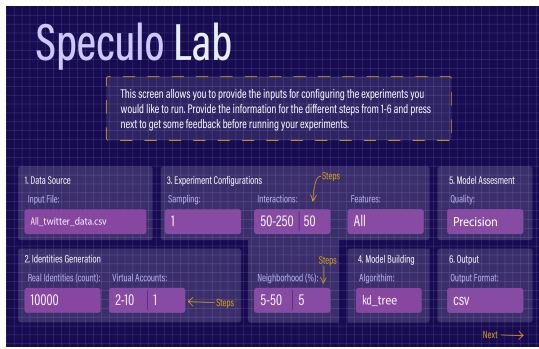 Speculo Lab
This screen allows you to provide the inputs for configuring the experiments you
would like to run. Provide the information for the different steps from 1-6 and press
next to get some feedback before running your experiments.
1. Data Source
Input File:
All_twitter_data.csv
3. Experiment Configurations
Steps
Sampling:
Interactions:
Features:
1
50-250
50
All
5. Model Assesment
Quality:
Precision
2. Identities Generation
Real Identities (count):
Virtual Accounts:
10000
2-10
1
Steps
Steps
Neighborhood (%):
5-50
5
4. Model Building
Algorithim:
kd_tree
6. Output
Output Format:
csv
Next